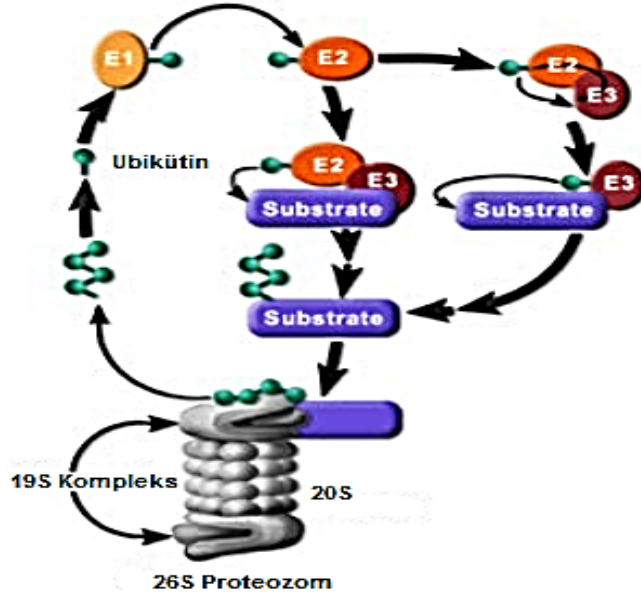 E1
E2
E2
E3
Ubikütin
E2
E3
Substrate
E3
Substrate
Substrate
19S Kompleks
20S
26S Proteozom